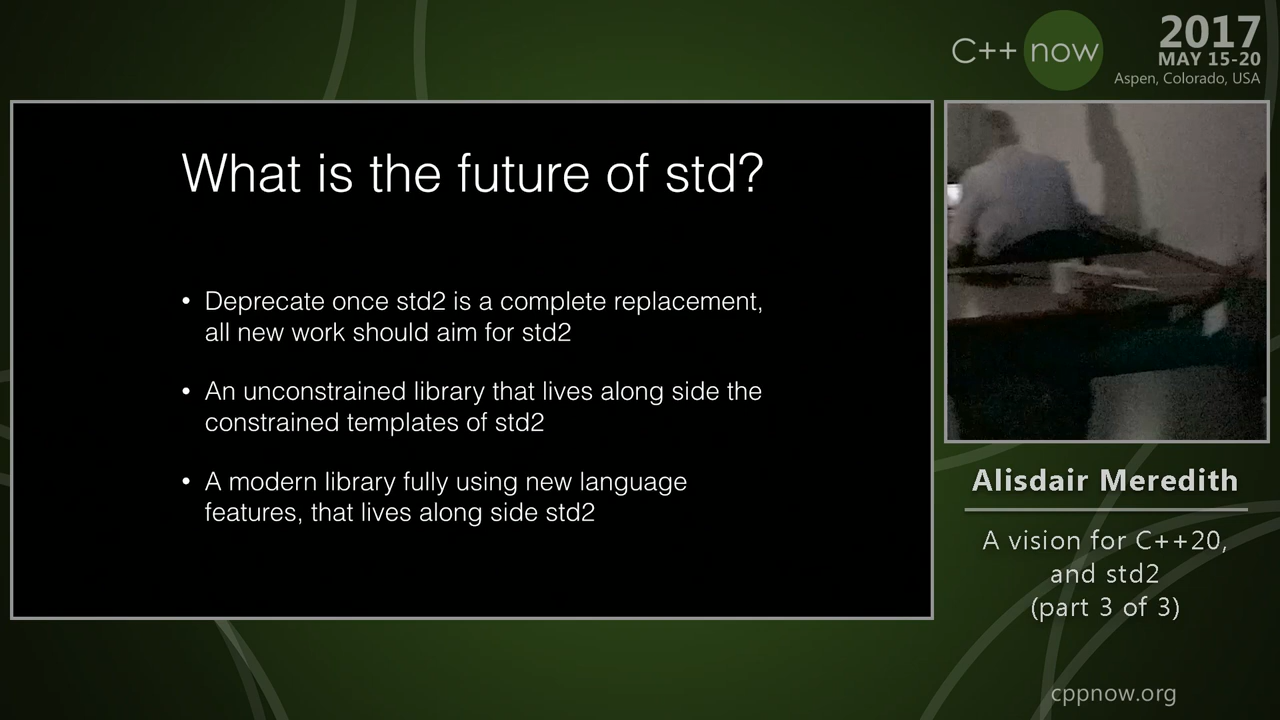 C++ now
2017
MAY 15-20
Aspen, Colorado, USA
What is the future of std?
• Deprecate once std2 is a complete replacement,
all new work should aim for std2
• An unconstrained library that lives along side the
constrained templates of std2
• A modern library fully using new language
features, that lives along side std2
Alisdair Meredith
A vision for C++20,
and std2
(part 3 of 3)
cppnow.org